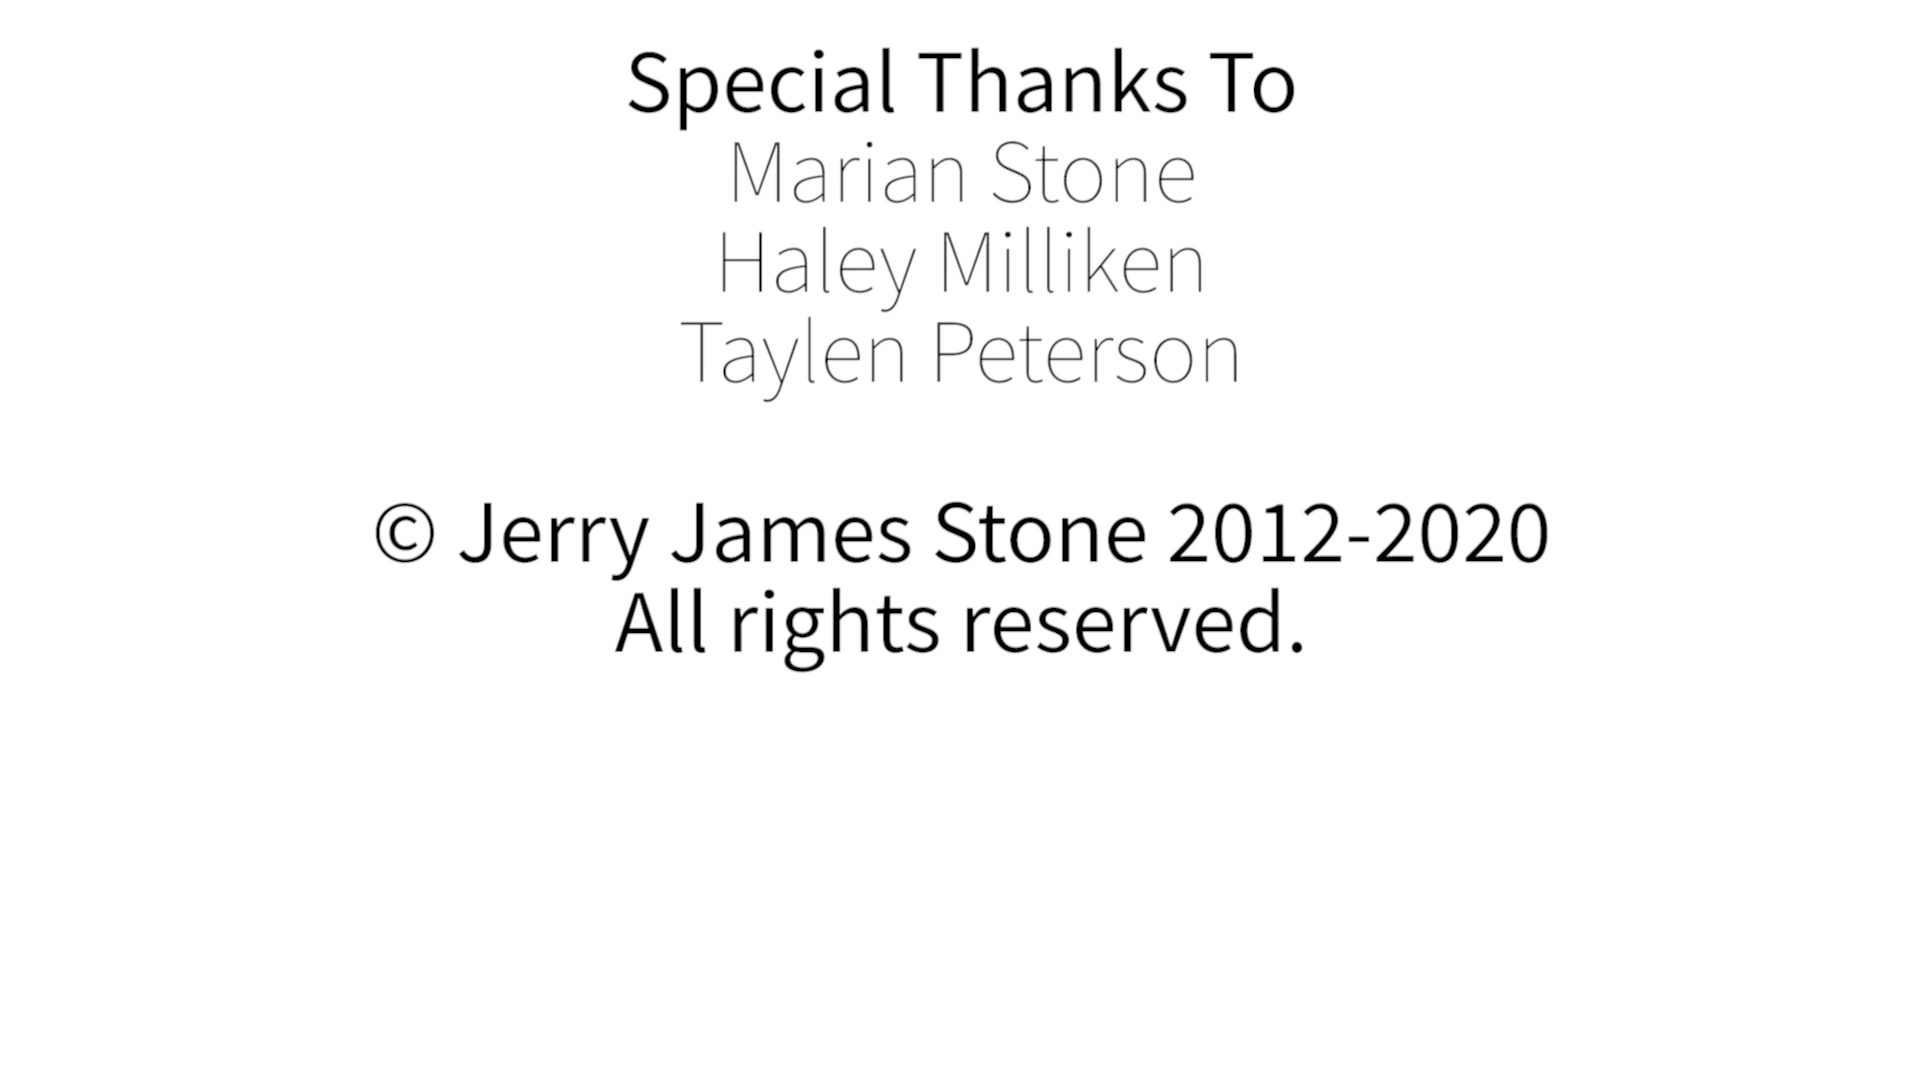 Special Thanks To
Marian Stone
Haley Milliken
Taylen Peterson
© Jerry James Stone 2012-2020
All rights reserved.